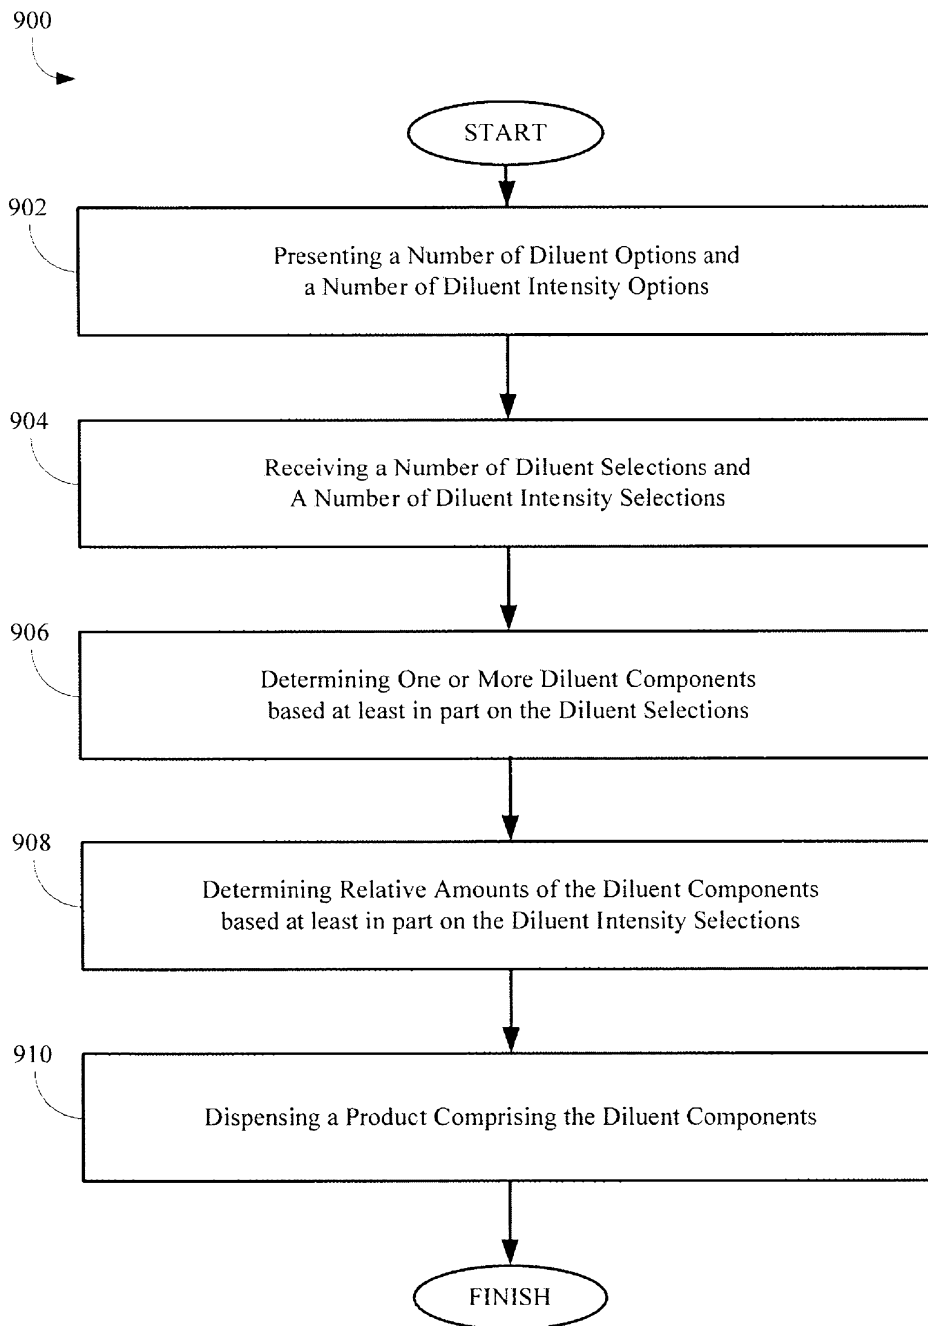 900
START
902
Presenting a Number of Diluent Options and
a Number of Diluent Intensity Options
904
Receiving a Number of Diluent Selections and
A Number of Diluent Intensity Selections
906
Determining One or More Diluent Components
based at least in part on the Diluent Selections
908
Determining Relative Amounts of the Diluent Components
based at least in part on the Diluent Intensity Selections
910
Dispensing a Product Comprising the Diluent Components
FINISH